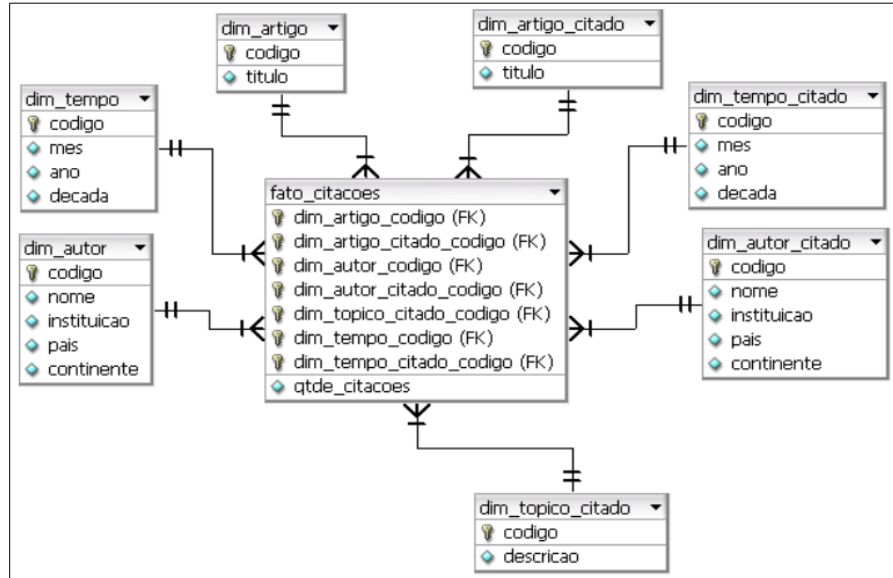 dim_artigo
codigo
titulo
dim_artigo_citado
codigo
titulo
dim_tempo
codigo
mes
ano
decada
dim_tempo_citado
codigo
mes
ano
decada
fato_citacoes
dim_artigo_codigo (FK)
dim_artigo_citado_codigo (FK)
dim_autor_codigo (FK)
dim_autor_citado_codigo (FK)
dim_topico_citado_codigo (FK)
dim_tempo_codigo (FK)
dim_tempo_citado_codigo (FK)
qtde_citacoes
dim_autor
codigo
nome
instituicao
pais
continente
dim_autor_citado
codigo
nome
instituicao
pais
continente
dim_topico_citado
codigo
descricao